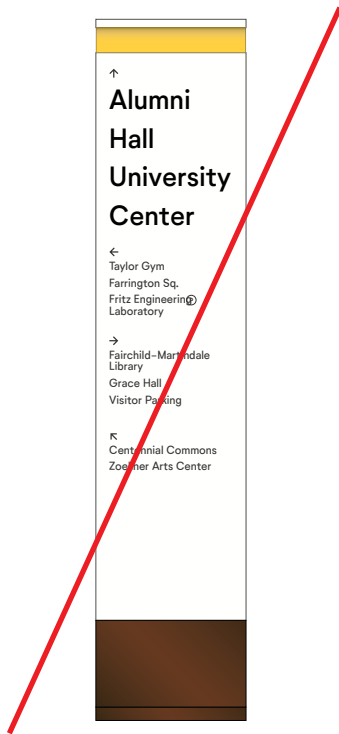 ↑
Alumni
Hall
University
Center
←
Taylor Gym
Farrington Sq.
Fritz Engineering
Laboratory
→
Fairchild-Martindale
Library
Grace Hall
Visitor Parking
↖
Centennial Commons
Zoellner Arts Center